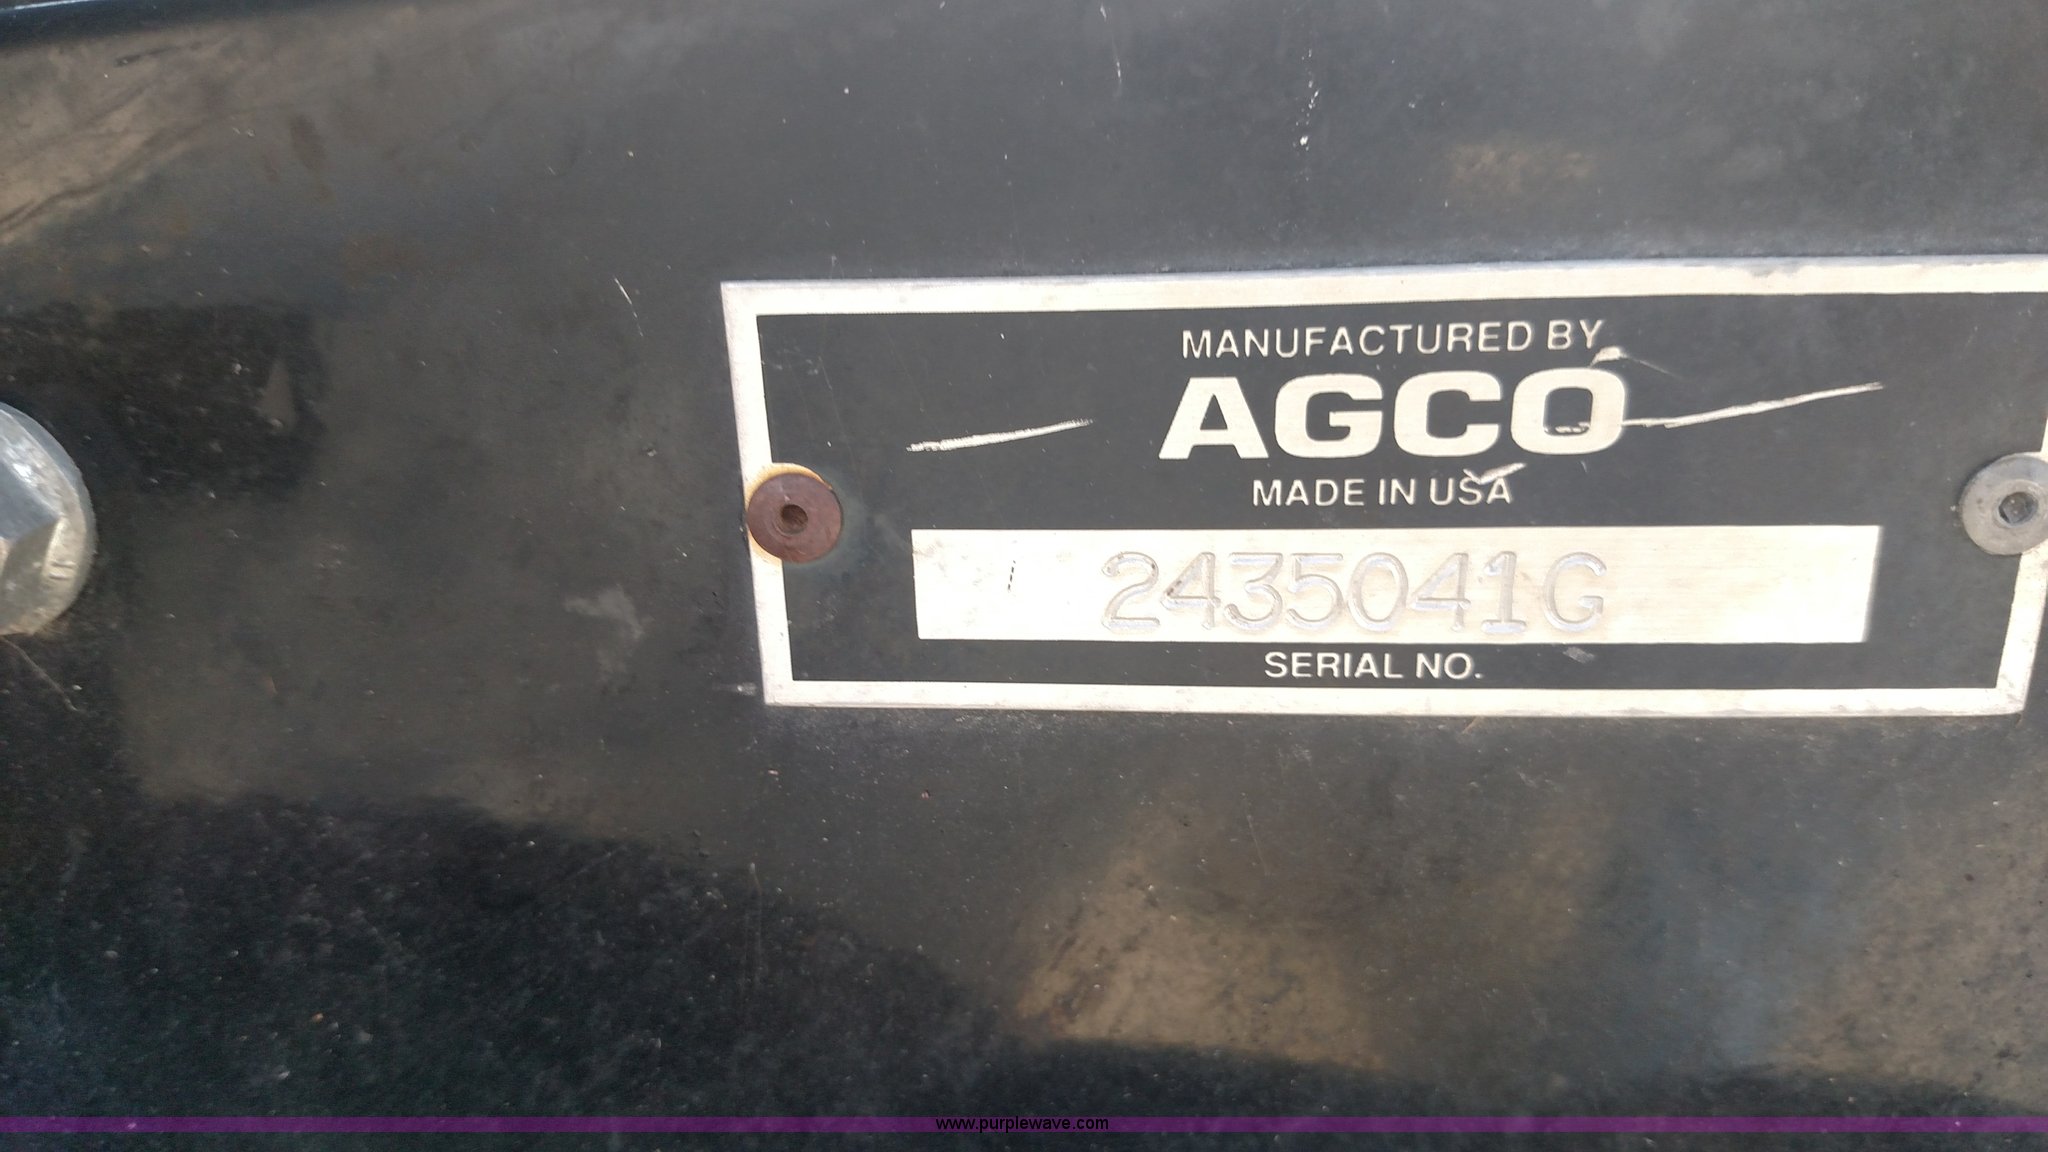 MANUFACTURED BY
AGCO
MADE IN USA
2435041G
SERIAL NO.
www.purplewave.com